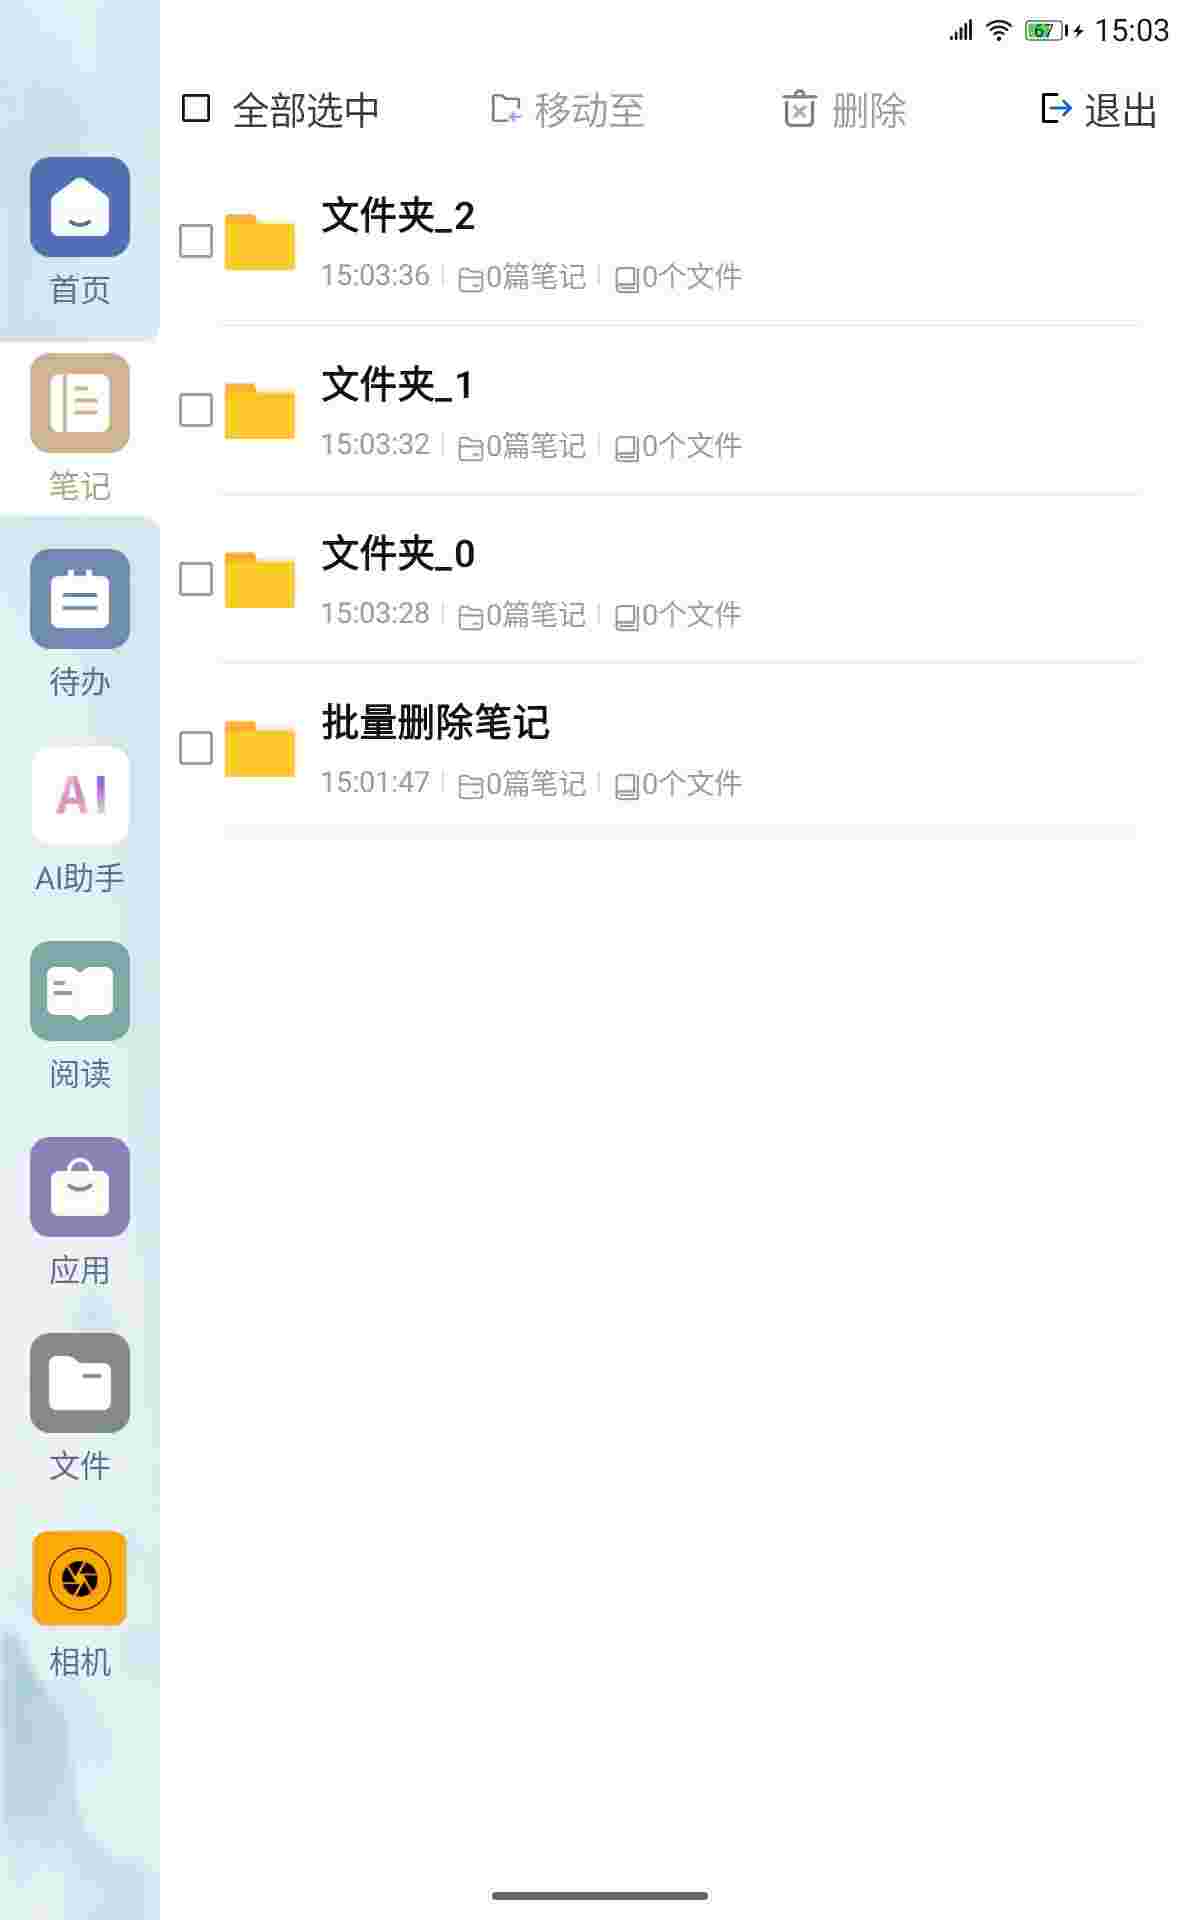 67 15:03
全部选中 移动至 删除 退出
首页
笔记
待办
AI
AI助手
阅读
应用
文件
相机
文件夹_2
15:03:36 0篇笔记 0个文件
文件夹_1
15:03:32 0篇笔记 0个文件
文件夹_0
15:03:28 0篇笔记 0个文件
批量删除笔记
15:01:47 0篇笔记 0个文件